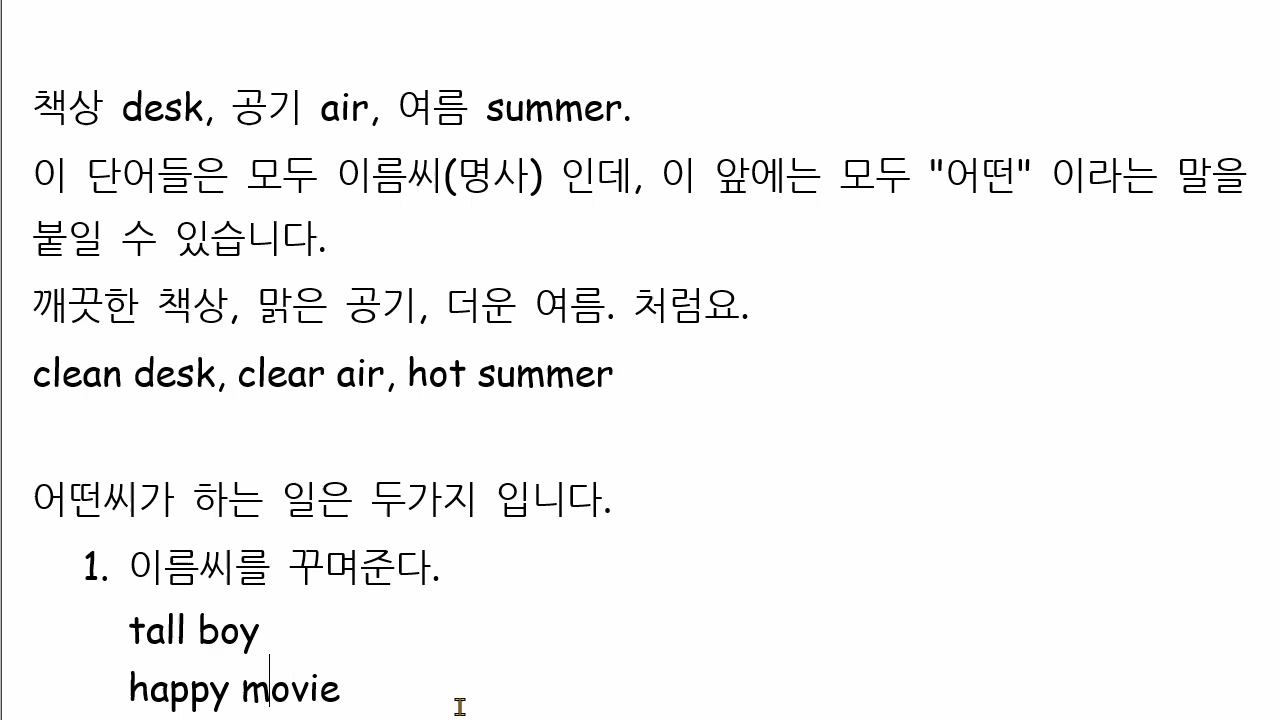 책상 desk, 공기 air, 여름 summer.
이 단어들은 모두 이름씨(명사) 인데, 이 앞에는 모두 "어떤" 이라는 말을
붙일 수 있습니다.
깨끗한 책상, 맑은 공기, 더운 여름. 처럼요.
clean desk, clear air, hot summer
어떤씨가 하는 일은 두가지 입니다.
1. 이름씨를 꾸며준다.
tall boy
happy movie